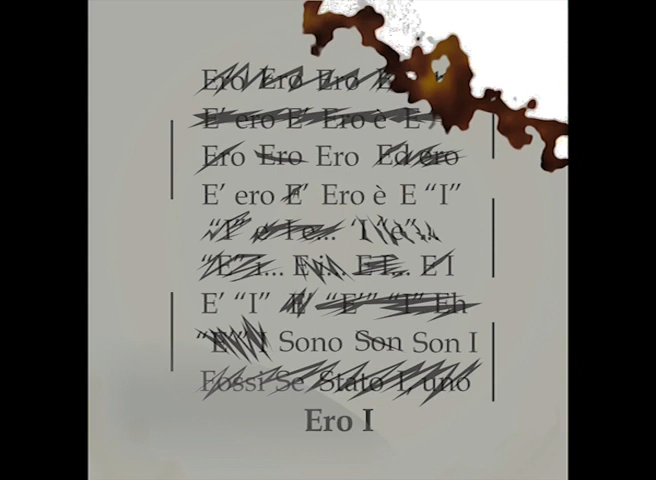 Ero Ero Ero
E’ ero E’ Ero è E
Ero Ero Ero Ed ero
E’ ero E’ Ero è E “I”
“I” e I e...
“E” i... E i... E I... E I
E’ “I” E “E’” “I” Eh
“E” I Sono Son Son I
Fossi Se Stato I, uno
Ero I